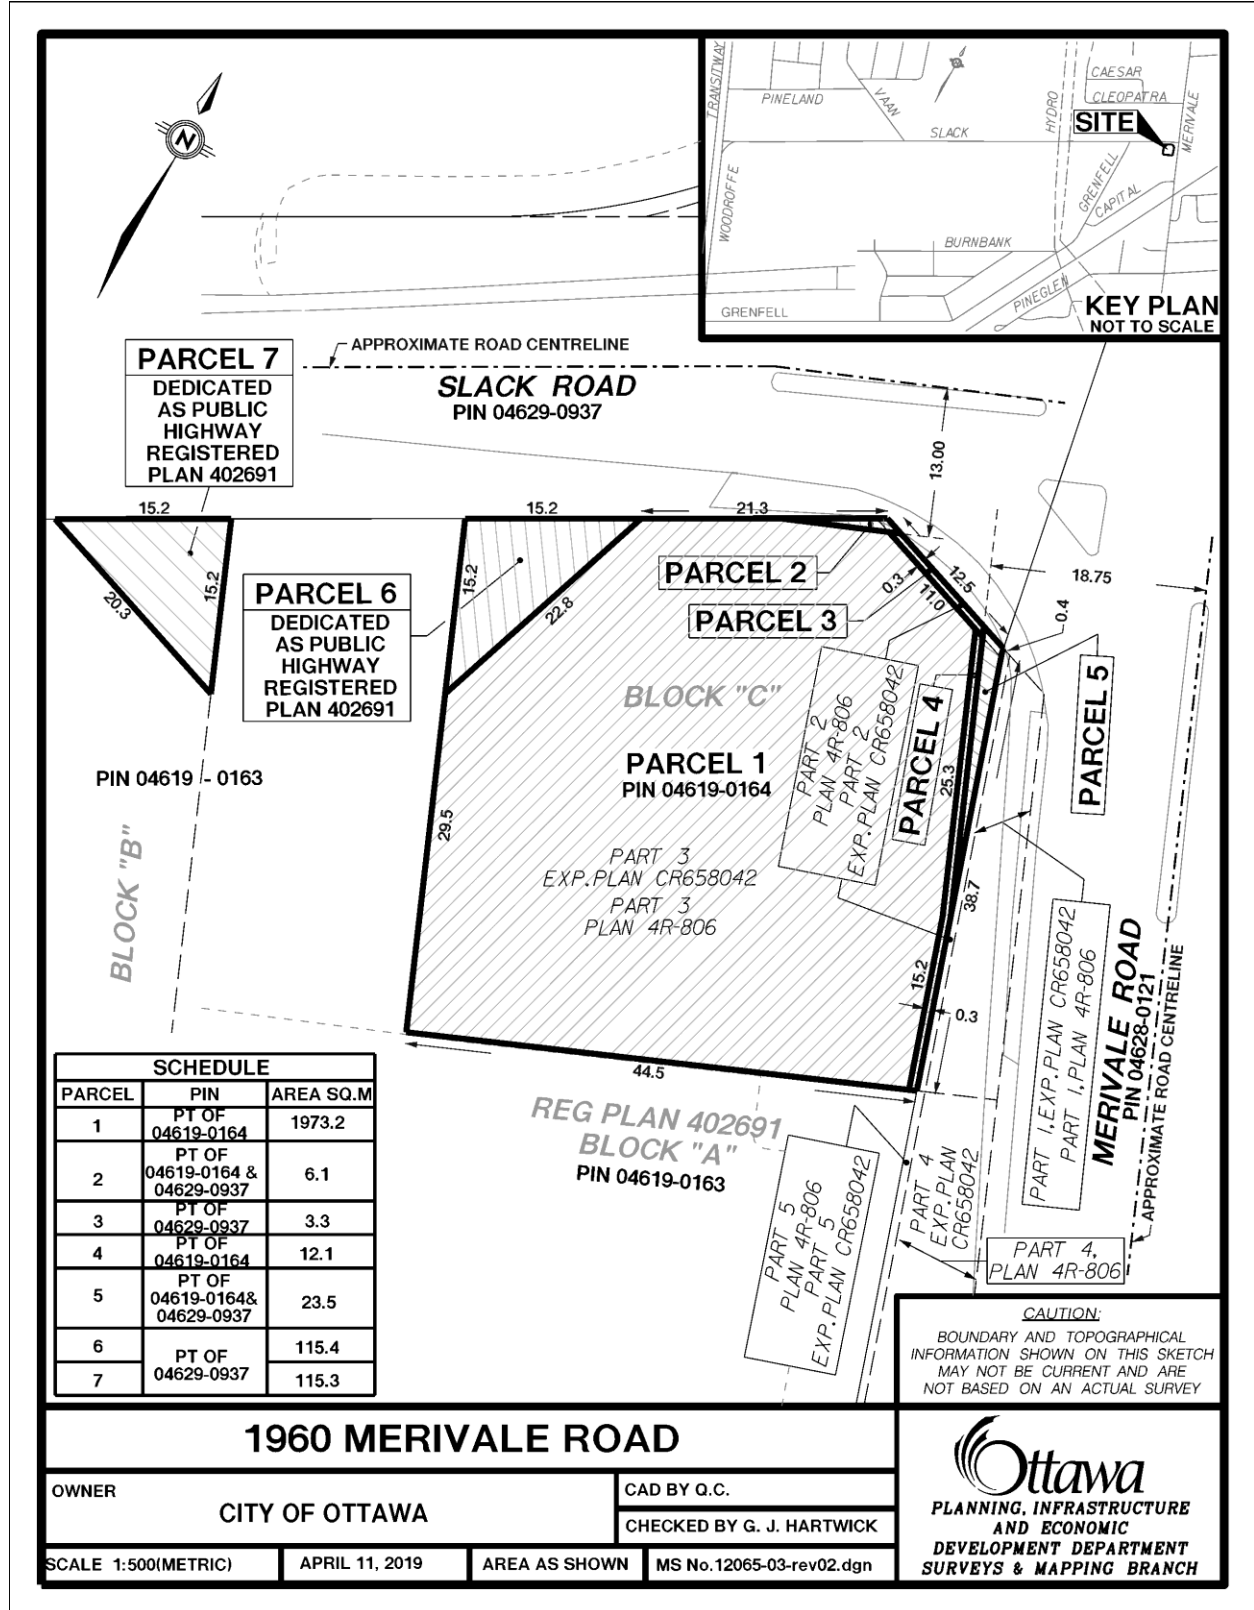 N
TRANSITWAY
PINELAND
VAAN
HYDRO
CAESAR
CLEOPATRA
MERIVALE
SITE
SLACK
WOODROFFE
GRENFELL
CAPITAL
BURNBANK
PINEGLEN
GRENFELL
KEY PLAN
NOT TO SCALE
PARCEL 7
DEDICATED
AS PUBLIC
HIGHWAY
REGISTERED
PLAN 402691
APPROXIMATE ROAD CENTRELINE
SLACK ROAD
PIN 04629-0937
13.00
15.2
15.2
21.3
20.3
15.2
15.2
22.8
PARCEL 6
DEDICATED
AS PUBLIC
HIGHWAY
REGISTERED
PLAN 402691
PARCEL 2
PARCEL 3
0.3
11.0
12.5
18.75
0.4
PARCEL 5
PARCEL 4
BLOCK "C"
PARCEL 1
PIN 04619-0164
PART 2
PLAN 4R-806
PART 2
EXP.PLAN CR658042
25.3
PIN 04619 - 0163
BLOCK "B"
29.5
PART 3
EXP.PLAN CR658042
PART 3
PLAN 4R-806
38.7
15.2
0.3
44.5
PART 1,EXP.PLAN CR658042
PART 1,PLAN 4R-806
MERIVALE ROAD
PIN 04628-0121
APPROXIMATE ROAD CENTRELINE
REG PLAN 402691
BLOCK "A"
PIN 04619-0163
PART 5
PLAN 4R-806
PART 5
EXP.PLAN CR658042
PART 4
EXP.PLAN
CR658042
PART 4,
PLAN 4R-806
SCHEDULE
PARCEL PIN AREA SQ.M
1 PT OF 04619-0164 1973.2
2 PT OF 04619-0164 & 04629-0937 6.1
3 PT OF 04629-0937 3.3
4 PT OF 04619-0164 12.1
5 PT OF 04619-0164& 04629-0937 23.5
6 PT OF 04629-0937 115.4
7 115.3
CAUTION:
BOUNDARY AND TOPOGRAPHICAL
INFORMATION SHOWN ON THIS SKETCH
MAY NOT BE CURRENT AND ARE
NOT BASED ON AN ACTUAL SURVEY
1960 MERIVALE ROAD
OWNER
CITY OF OTTAWA
CAD BY Q.C.
CHECKED BY G. J. HARTWICK
SCALE 1:500(METRIC)
APRIL 11, 2019
AREA AS SHOWN
MS No.12065-03-rev02.dgn
Ottawa
PLANNING, INFRASTRUCTURE
AND ECONOMIC
DEVELOPMENT DEPARTMENT
SURVEYS & MAPPING BRANCH